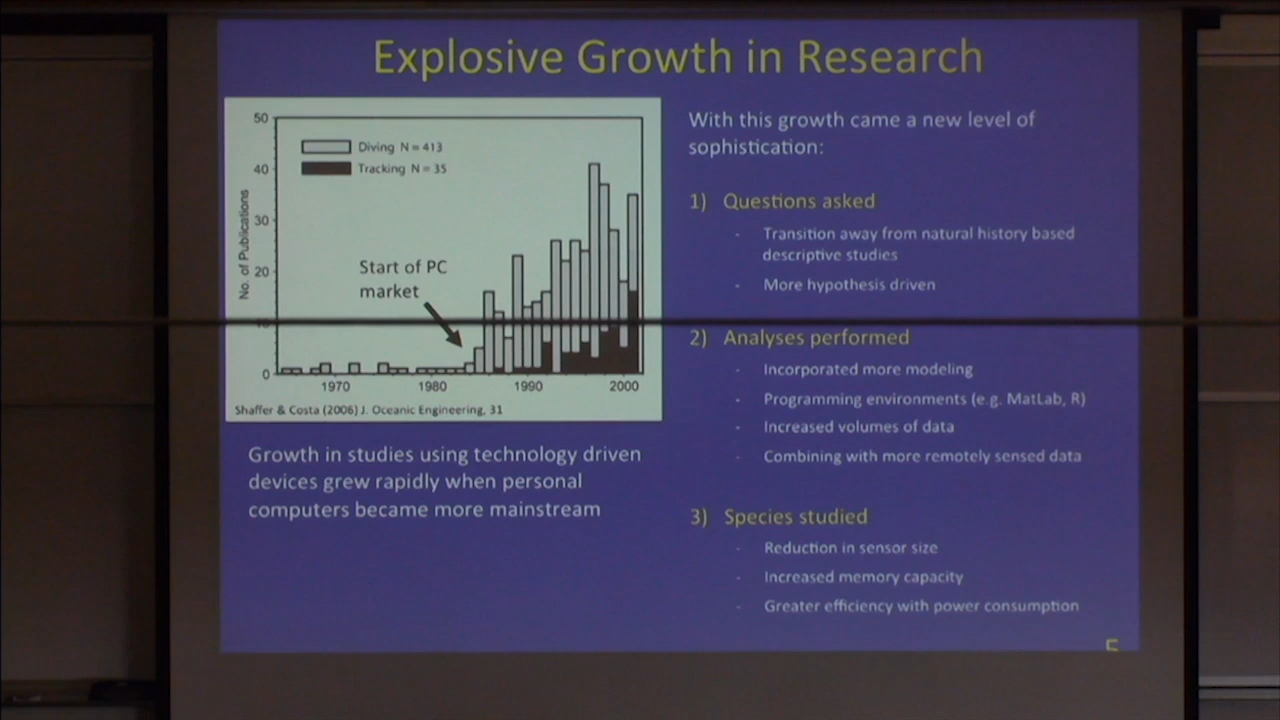 Explosive Growth in Research
50
40
30
20
10
0
No. of Publications
Diving N = 413
Tracking N = 35
Start of PC
market
1970 1980 1990 2000
Shaffer & Costa (2006) J. Oceanic Engineering, 31
Growth in studies using technology driven
devices grew rapidly when personal
computers became more mainstream
With this growth came a new level of
sophistication:
1) Questions asked
- Transition away from natural history based
descriptive studies
- More hypothesis driven
2) Analyses performed
- Incorporated more modeling
- Programming environments (e.g. MatLab, R)
- Increased volumes of data
- Combining with more remotely sensed data
3) Species studied
- Reduction in sensor size
- Increased memory capacity
- Greater efficiency with power consumption